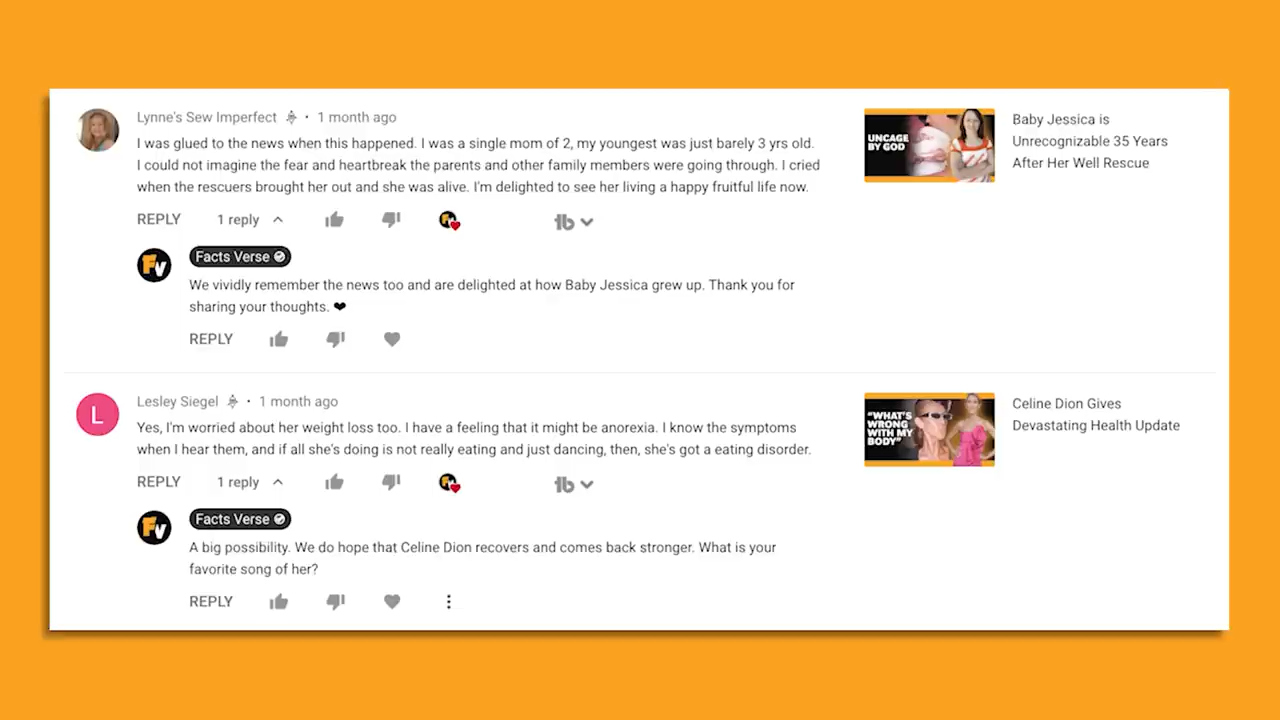 Lynne's Sew Imperfect · 1 month ago
I was glued to the news when this happened. I was a single mom of 2, my youngest was just barely 3 yrs old.
I could not imagine the fear and heartbreak the parents and other family members were going through. I cried
when the rescuers brought her out and she was alive. I'm delighted to see her living a happy fruitful life now.
REPLY 1 reply
tb
UNCAGE
BY GOD
Baby Jessica is
Unrecognizable 35 Years
After Her Well Rescue
FV
Facts Verse
We vividly remember the news too and are delighted at how Baby Jessica grew up. Thank you for
sharing your thoughts. ❤
REPLY
L
Lesley Siegel · 1 month ago
Yes, I'm worried about her weight loss too. I have a feeling that it might be anorexia. I know the symptoms
when I hear them, and if all she's doing is not really eating and just dancing, then, she's got a eating disorder.
REPLY 1 reply
tb
"WHAT'S
WRONG
WITH MY
BODY"
Celine Dion Gives
Devastating Health Update
FV
Facts Verse
A big possibility. We do hope that Celine Dion recovers and comes back stronger. What is your
favorite song of her?
REPLY